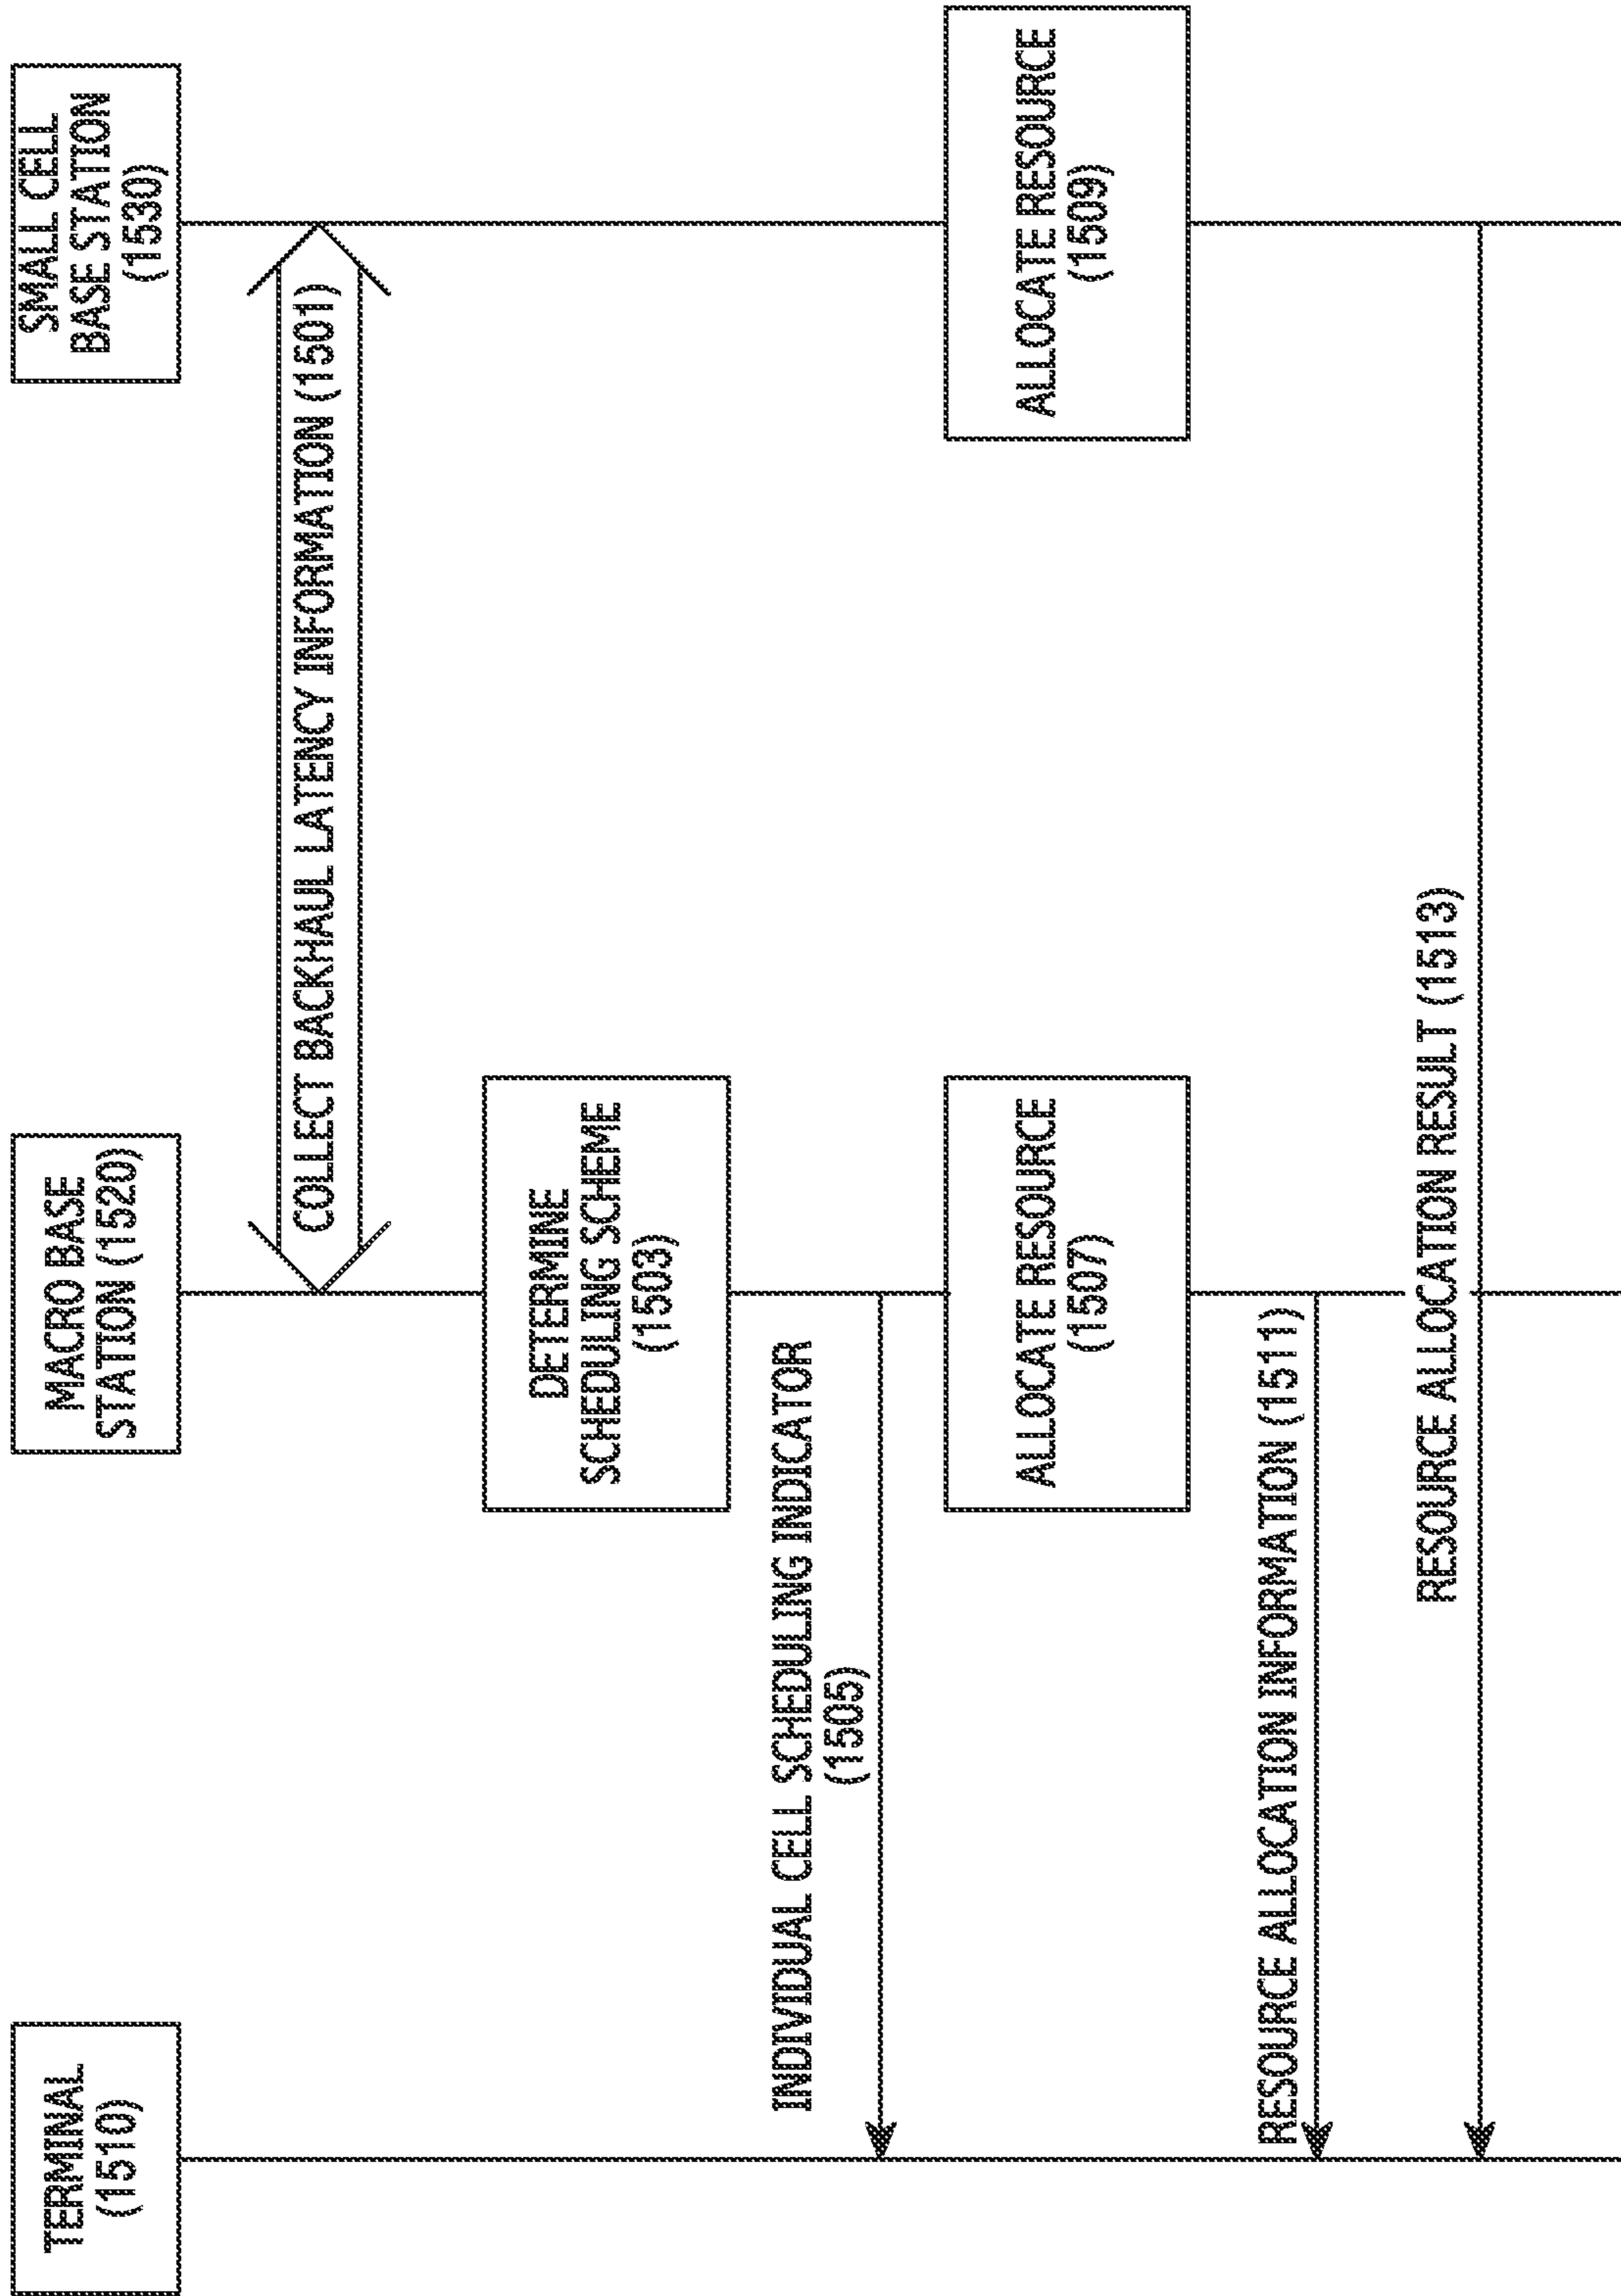 TERMINAL
(1510)
MACRO BASE
STATION (1520)
SMALL CELL
BASE STATION
(1530)
COLLECT BACKHAUL LATENCY INFORMATION (1501)
DETERMINE
SCHEDULING SCHEME
(1503)
INDIVIDUAL CELL SCHEDULING INDICATOR
(1505)
ALLOCATE RESOURCE
(1507)
ALLOCATE RESOURCE
(1509)
RESOURCE ALLOCATION INFORMATION (1511)
RESOURCE ALLOCATION RESULT (1513)